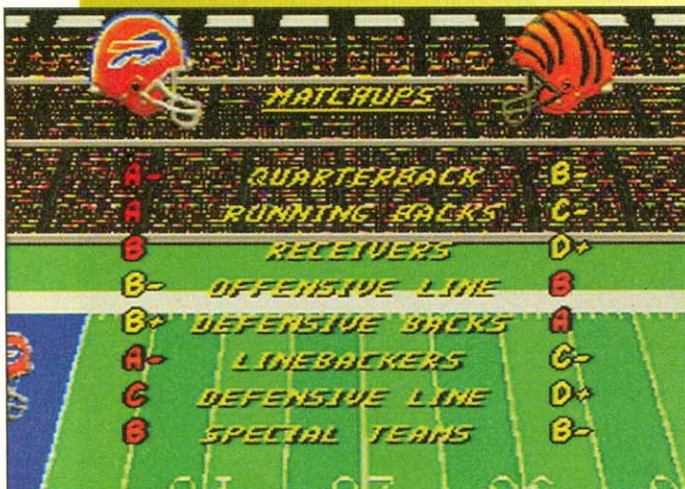 MATCHUPS
A- QUARTERBACK B-
A RUNNING BACKS C-
B RECEIVERS D+
B- OFFENSIVE LINE B
B+ DEFENSIVE BACKS A
A- LINEBACKERS C-
C DEFENSIVE LINE D+
B SPECIAL TEAMS B-